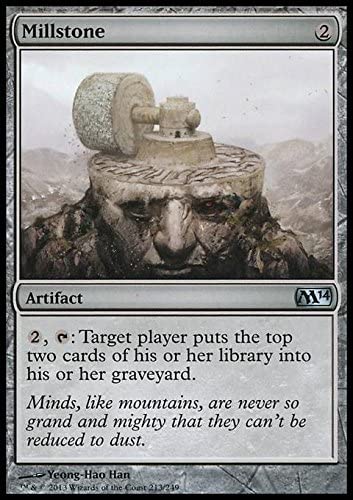 Millstone 2
Artifact M14
2, T: Target player puts the top
two cards of his or her library into
his or her graveyard.
Minds, like mountains, are never so
grand and mighty that they can't be
reduced to dust.
Yeong-Hao Han
™ & © 2013 Wizards of the Coast 213/249